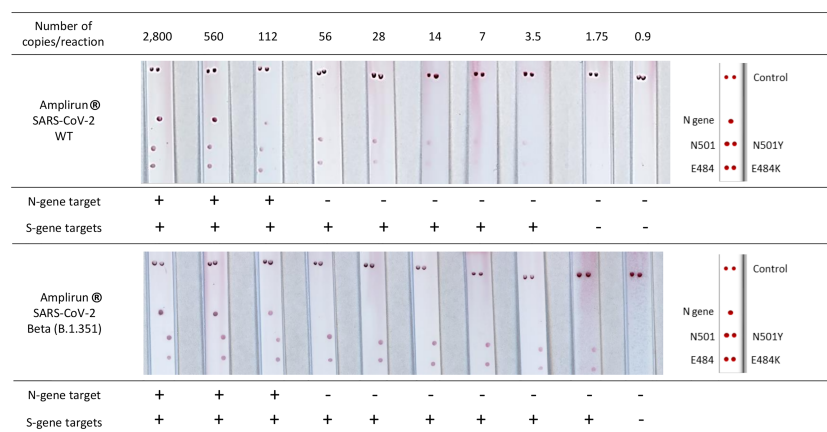 Number of
copies/reaction
2,800 560 112 56 28 14 7 3.5 1.75 0.9
Amplirun®
SARS-CoV-2
WT
Control
N gene
N501 N501Y
E484 E484K
N-gene target + + + - - - - - - -
S-gene targets + + + + + + + + - -
Amplirun®
SARS-CoV-2
Beta (B.1.351)
Control
N gene
N501 N501Y
E484 E484K
N-gene target + + + - - - - - - -
S-gene targets + + + + + + + + + -